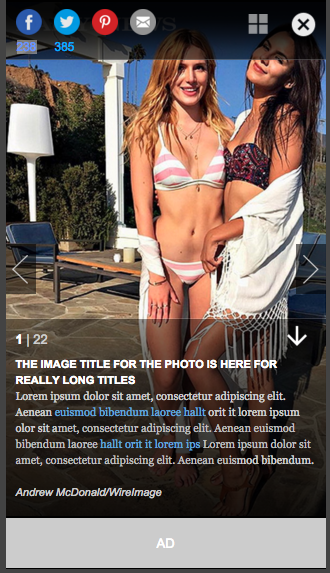 265 385
1 | 22
THE IMAGE TITLE FOR THE PHOTO IS HERE FOR
REALLY LONG TITLES
Lorem ipsum dolor sit amet, consectetur adipiscing elit.
Aenean euismod bibendum laoree hallt orit it lorem ipsum
olor sit amet, consectetur adipiscing elit. Aenean euismod
bibendum laoree hallt orit it lorem ips Lorem ipsum dolor sit
amet, consectetur adipiscing elit. Aenean euismod bibendum.
Andrew McDonald/WireImage
AD